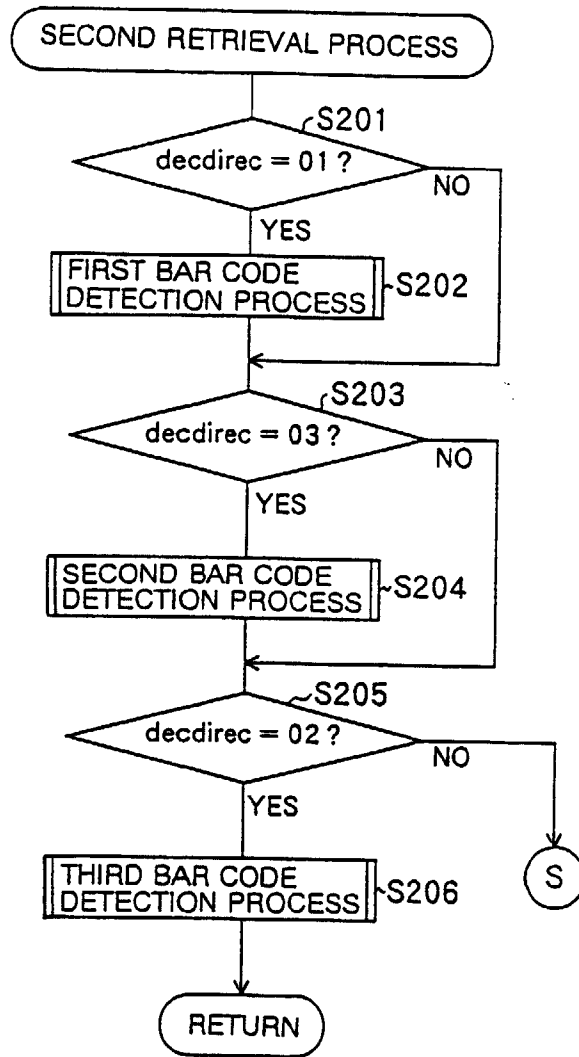 SECOND RETRIEVAL PROCESS
S201
decdirec = 01 ?
NO
YES
FIRST BAR CODE
DETECTION PROCESS
S202
S203
decdirec = 03 ?
NO
YES
SECOND BAR CODE
DETECTION PROCESS
S204
S205
decdirec = 02 ?
NO
YES
THIRD BAR CODE
DETECTION PROCESS
S206
S
RETURN